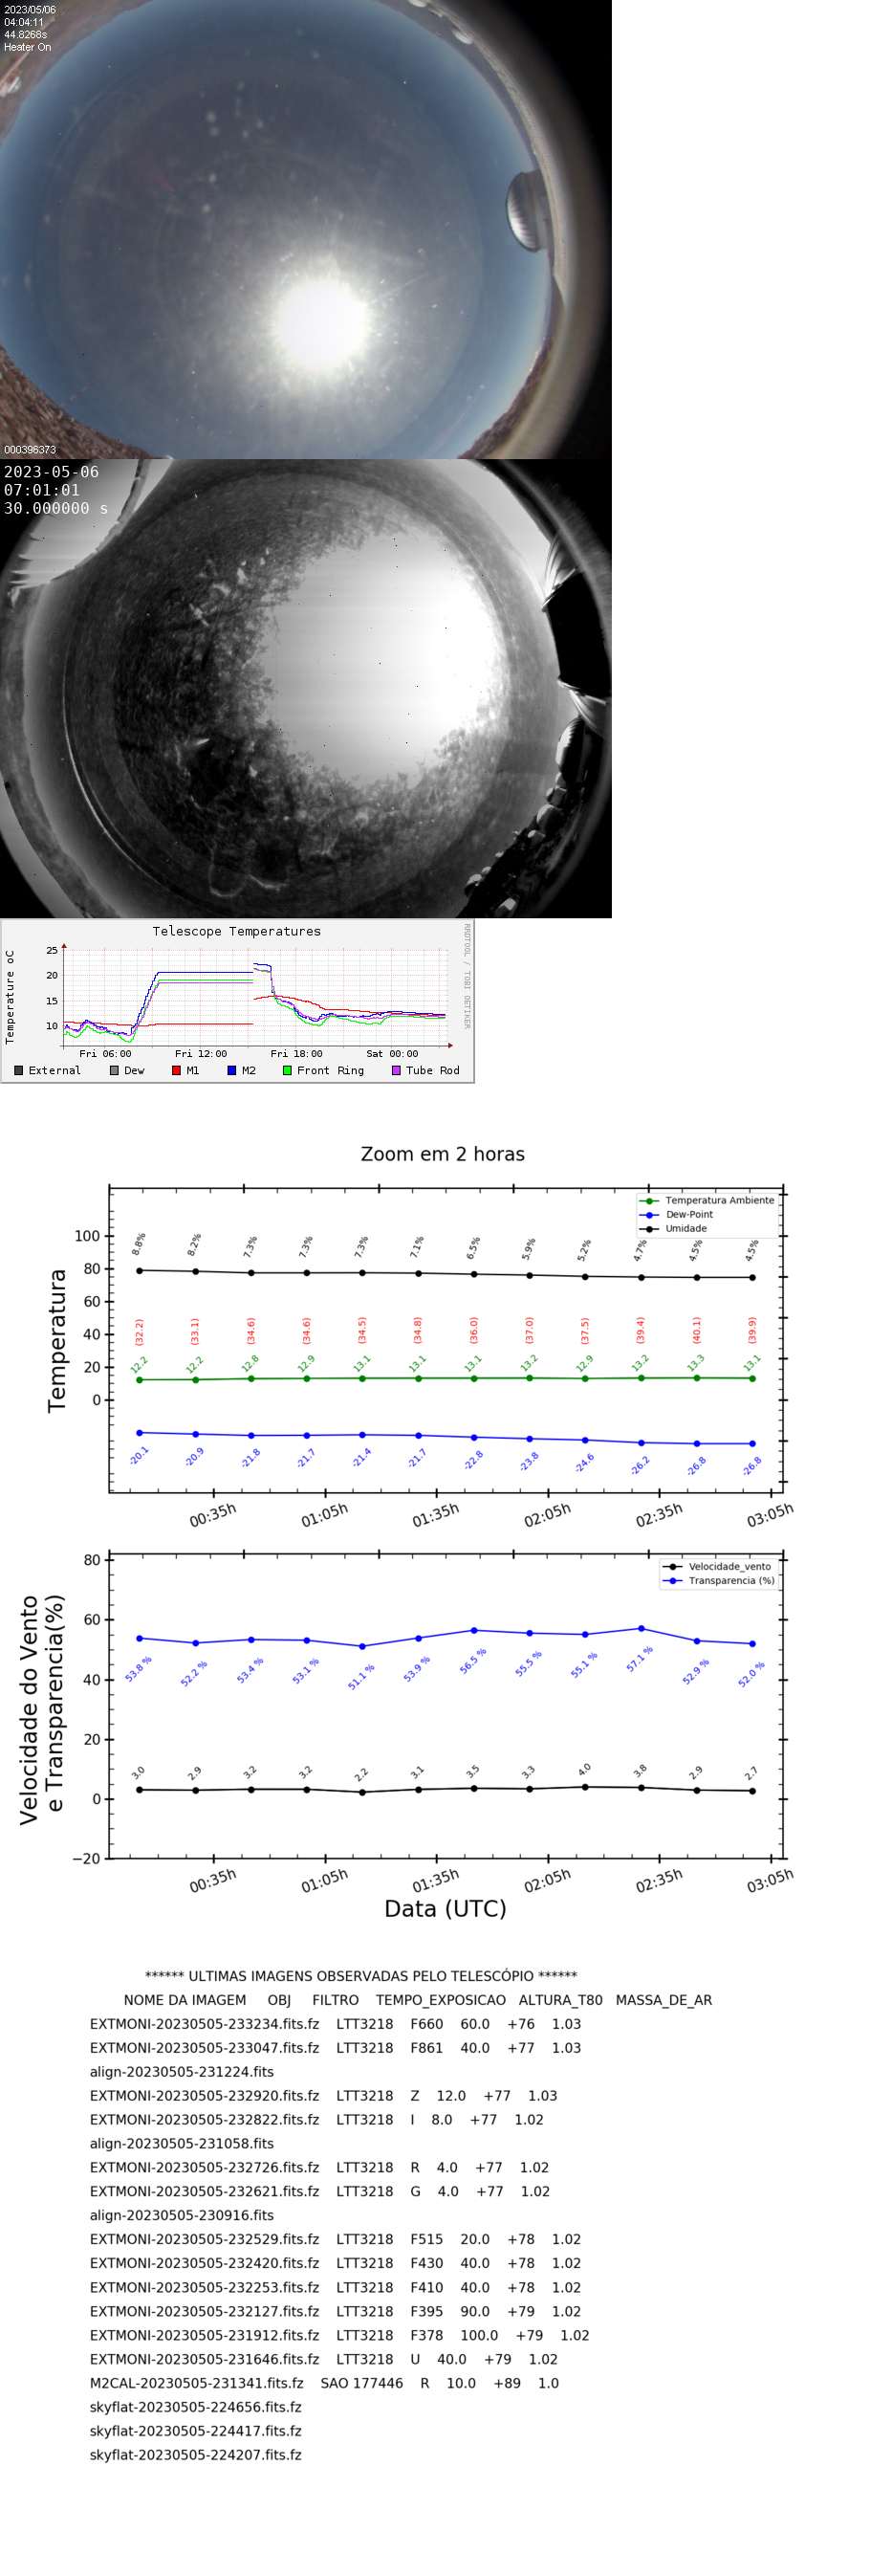 2023/05/06
04:04:11
44.8268s
Heater On
000396373
2023-05-06
07:01:01
30.000000 s
Telescope Temperatures
RRDTOOL / TOBI OETIKER
Temperature oC
25
20
15
10
Fri 06:00 Fri 12:00 Fri 18:00 Sat 00:00
External Dew M1 M2 Front Ring Tube Rod
Zoom em 2 horas
Temperatura Ambiente
Dew-Point
Umidade
Temperatura
100
80
60
40
20
0
8.8% 8.2% 7.3% 7.3% 7.3% 7.1% 6.5% 5.9% 5.2% 4.7% 4.5% 4.5%
(32.2) (33.1) (34.6) (34.6) (34.5) (34.8) (36.0) (37.0) (37.5) (39.4) (40.1) (39.9)
12.2 12.2 12.8 12.9 13.1 13.1 13.1 13.2 12.9 13.2 13.3 13.1
-20.1 -20.9 -21.8 -21.7 -21.4 -21.7 -22.8 -23.8 -24.6 -26.2 -26.8 -26.8
00:35h 01:05h 01:35h 02:05h 02:35h 03:05h
Velocidade_vento
Transparencia (%)
Velocidade do Vento
e Transparencia(%)
80
60
40
20
0
−20
53.8 % 52.2 % 53.4 % 53.1 % 51.1 % 53.9 % 56.5 % 55.5 % 55.1 % 57.1 % 52.9 % 52.0 %
3.0 2.9 3.2 3.2 2.2 3.1 3.5 3.3 4.0 3.8 2.9 2.7
00:35h 01:05h 01:35h 02:05h 02:35h 03:05h
Data (UTC)
****** ULTIMAS IMAGENS OBSERVADAS PELO TELESCÓPIO ******
NOME DA IMAGEM OBJ FILTRO TEMPO_EXPOSICAO ALTURA_T80 MASSA_DE_AR
EXTMONI-20230505-233234.fits.fz LTT3218 F660 60.0 +76 1.03
EXTMONI-20230505-233047.fits.fz LTT3218 F861 40.0 +77 1.03
align-20230505-231224.fits
EXTMONI-20230505-232920.fits.fz LTT3218 Z 12.0 +77 1.03
EXTMONI-20230505-232822.fits.fz LTT3218 I 8.0 +77 1.02
align-20230505-231058.fits
EXTMONI-20230505-232726.fits.fz LTT3218 R 4.0 +77 1.02
EXTMONI-20230505-232621.fits.fz LTT3218 G 4.0 +77 1.02
align-20230505-230916.fits
EXTMONI-20230505-232529.fits.fz LTT3218 F515 20.0 +78 1.02
EXTMONI-20230505-232420.fits.fz LTT3218 F430 40.0 +78 1.02
EXTMONI-20230505-232253.fits.fz LTT3218 F410 40.0 +78 1.02
EXTMONI-20230505-232127.fits.fz LTT3218 F395 90.0 +79 1.02
EXTMONI-20230505-231912.fits.fz LTT3218 F378 100.0 +79 1.02
EXTMONI-20230505-231646.fits.fz LTT3218 U 40.0 +79 1.02
M2CAL-20230505-231341.fits.fz SAO 177446 R 10.0 +89 1.0
skyflat-20230505-224656.fits.fz
skyflat-20230505-224417.fits.fz
skyflat-20230505-224207.fits.fz